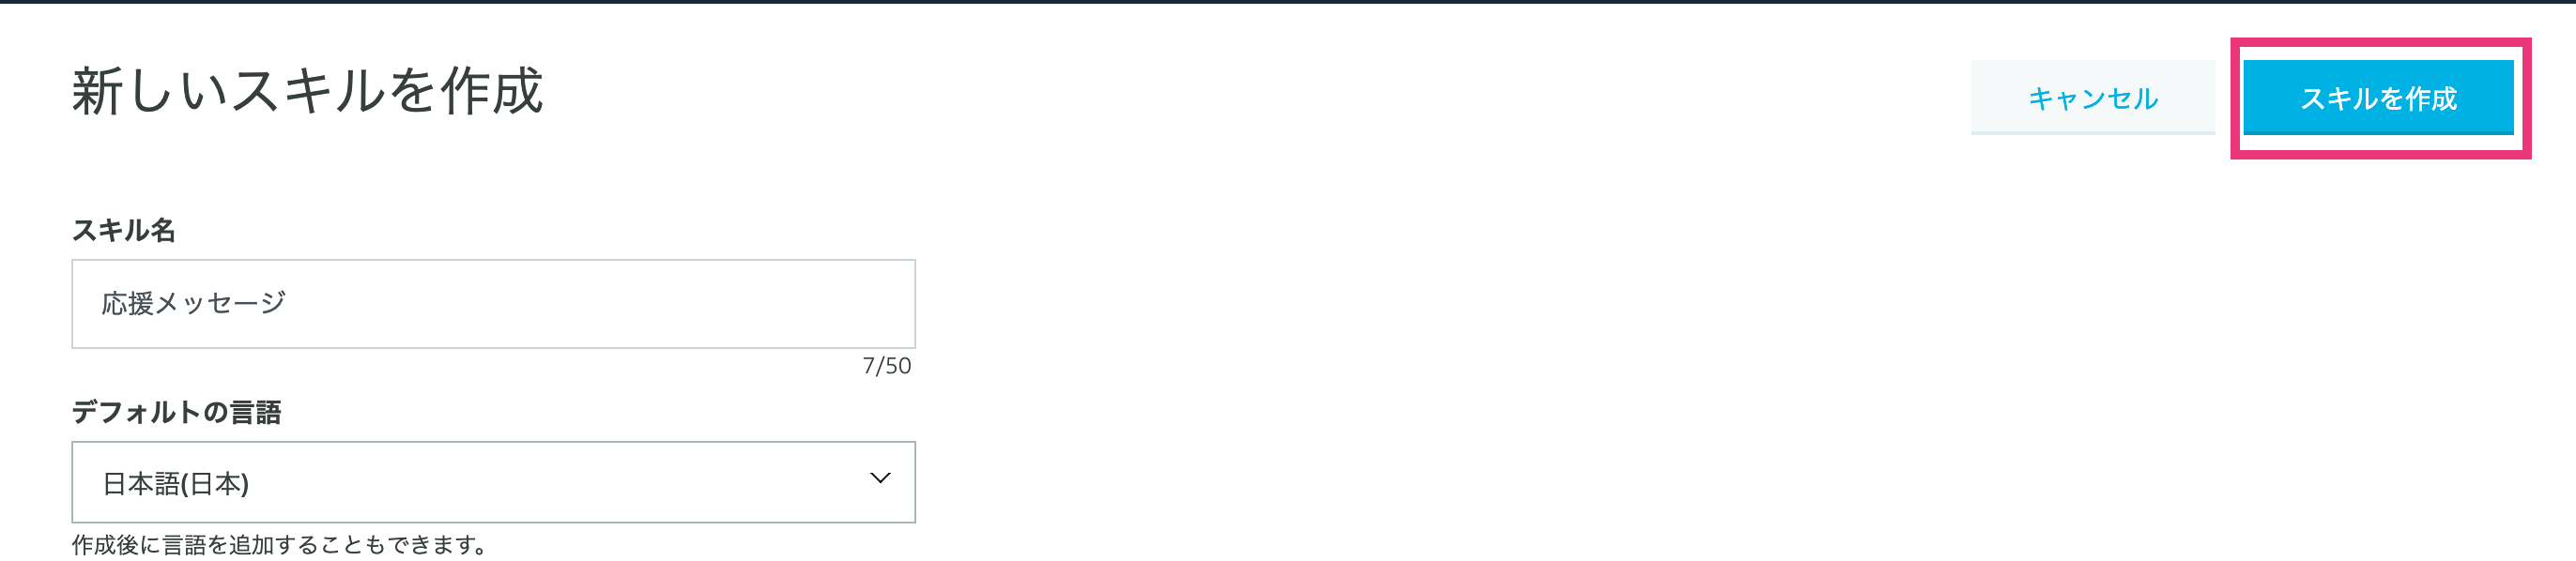 新しいスキルを作成
キャンセル
スキルを作成
スキル名
応援メッセージ
7/50
デフォルトの言語
日本語(日本)
作成後に言語を追加することもできます。